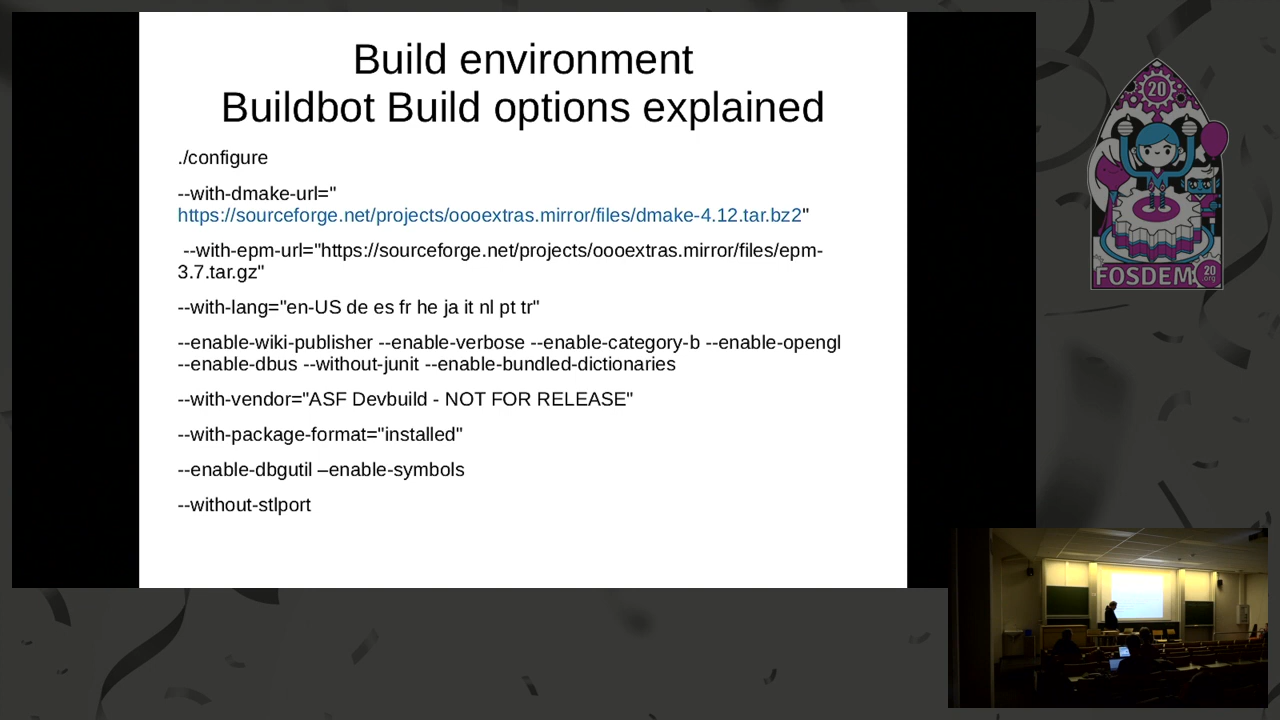 Build environment
Buildbot Build options explained
./configure
--with-dmake-url="
https://sourceforge.net/projects/oooextras.mirror/files/dmake-4.12.tar.bz2"
--with-epm-url="https://sourceforge.net/projects/oooextras.mirror/files/epm-
3.7.tar.gz"
--with-lang="en-US de es fr he ja it nl pt tr"
--enable-wiki-publisher --enable-verbose --enable-category-b --enable-opengl
--enable-dbus --without-junit --enable-bundled-dictionaries
--with-vendor="ASF Devbuild - NOT FOR RELEASE"
--with-package-format="installed"
--enable-dbgutil –enable-symbols
--without-stlport
20
FOSDEM
20
.org